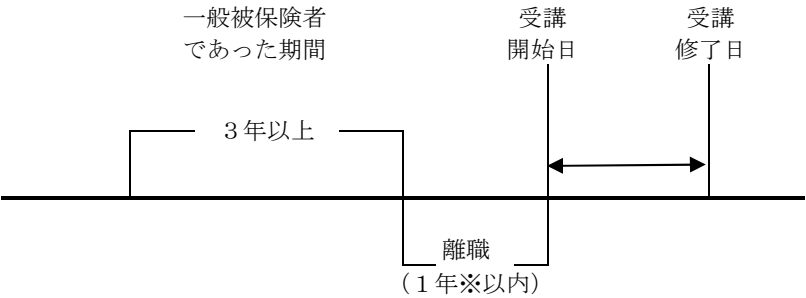 一般被保険者
であった期間
受講
開始日
受講
修了日
３年以上
離職
（１年※以内）